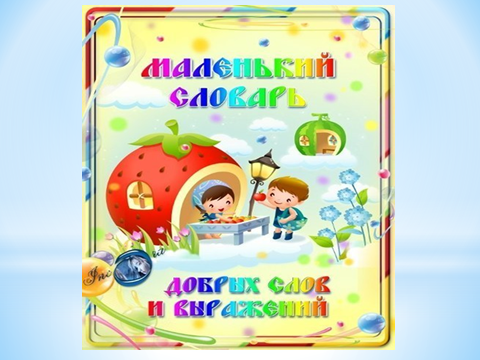 МАЛЕНЬКИЙ
СЛОВАРЬ
ДОБРЫХ СЛОВ
И ВЫРАЖЕНИЙ